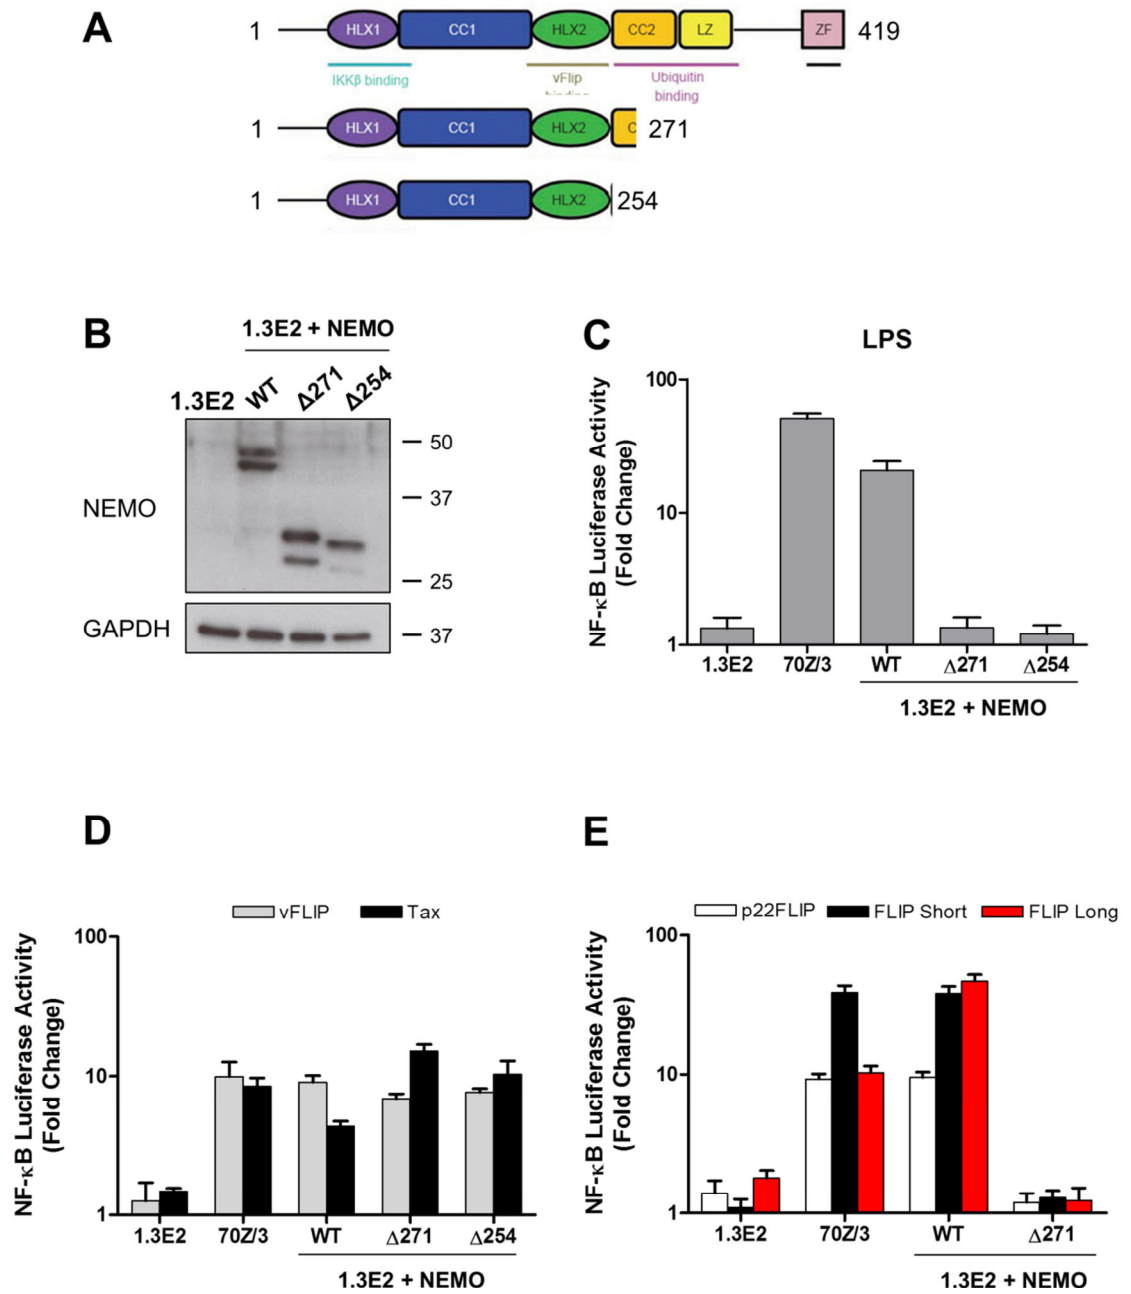 A
1
HLX1
CC1
HLX2
CC2
LZ
ZF
419
IKKβ binding
vFlip
Ubiquitin
binding
1
HLX1
CC1
HLX2
C
271
1
HLX1
CC1
HLX2
254
B
1.3E2 + NEMO
1.3E2
WT
Δ271
Δ254
NEMO
50
37
25
GAPDH
37
C
LPS
NF-κB Luciferase Activity
(Fold Change)
100
10
1
1.3E2
70Z/3
WT
Δ271
Δ254
1.3E2 + NEMO
D
vFLIP
Tax
NF-κB Luciferase Activity
(Fold Change)
100
10
1
1.3E2
70Z/3
WT
Δ271
Δ254
1.3E2 + NEMO
E
p22FLIP
FLIP Short
FLIP Long
NF-κB Luciferase Activity
(Fold Change)
100
10
1
1.3E2
70Z/3
WT
Δ271
1.3E2 + NEMO